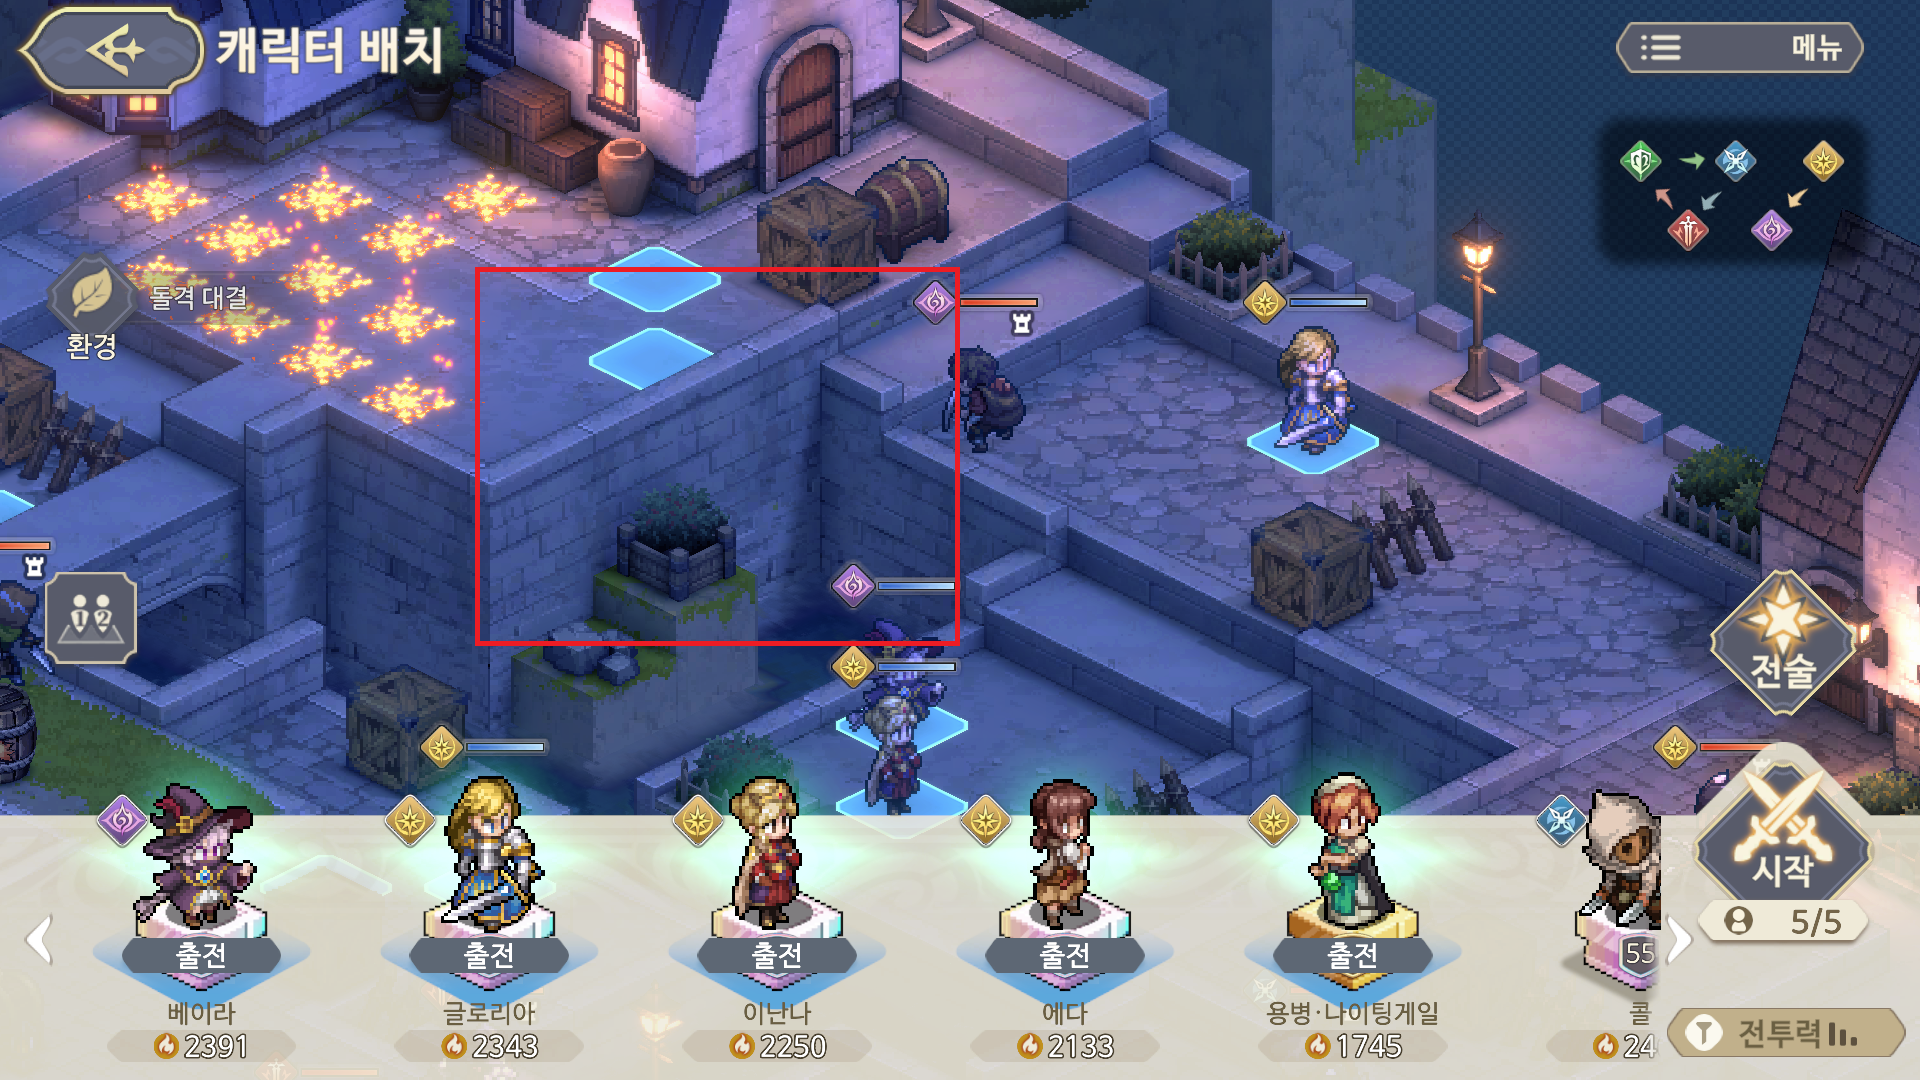 캐릭터 배치
메뉴
돌격 대결
환경
1 2
전술
시작
5/5
출전
출전
출전
출전
출전
55
베이라
글로리아
이난나
에다
용병·나이팅게일
콜
2391
2343
2250
2133
1745
24
전투력